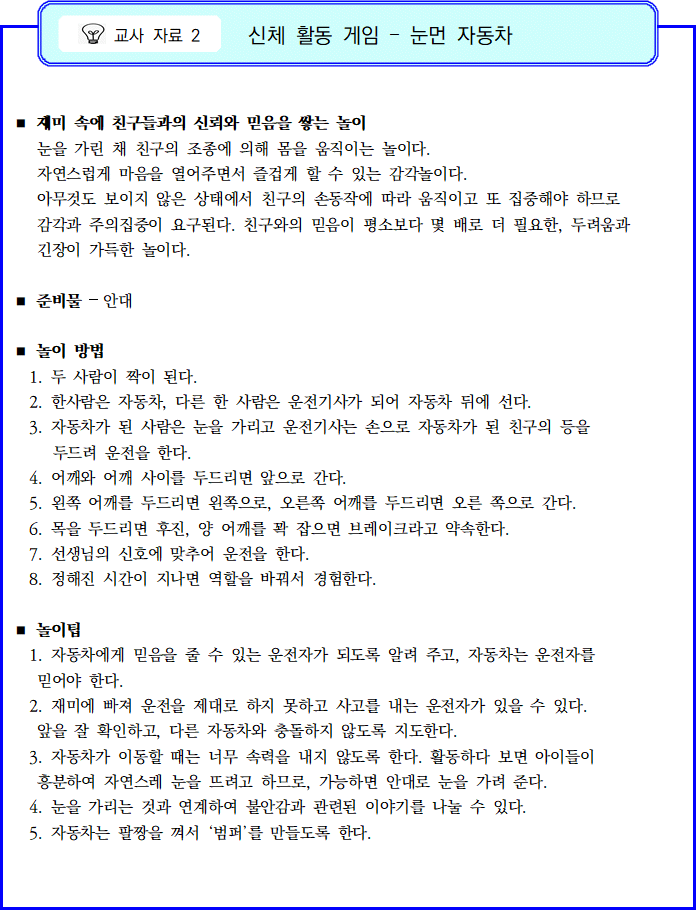 교사 자료 2
신체 활동 게임 - 눈먼 자동차
■ 재미 속에 친구들과의 신뢰와 믿음을 쌓는 놀이
눈을 가린 채 친구의 조종에 의해 몸을 움직이는 놀이다.
자연스럽게 마음을 열어주면서 즐겁게 할 수 있는 감각놀이다.
아무것도 보이지 않은 상태에서 친구의 손동작에 따라 움직이고 또 집중해야 하므로
감각과 주의집중이 요구된다. 친구와의 믿음이 평소보다 몇 배로 더 필요한, 두려움과
긴장이 가득한 놀이다.
■ 준비물 - 안대
■ 놀이 방법
1. 두 사람이 짝이 된다.
2. 한사람은 자동차, 다른 한 사람은 운전기사가 되어 자동차 뒤에 선다.
3. 자동차가 된 사람은 눈을 가리고 운전기사는 손으로 자동차가 된 친구의 등을
두드려 운전을 한다.
4. 어깨와 어깨 사이를 두드리면 앞으로 간다.
5. 왼쪽 어깨를 두드리면 왼쪽으로, 오른쪽 어깨를 두드리면 오른 쪽으로 간다.
6. 목을 두드리면 후진, 양 어깨를 꽉 잡으면 브레이크라고 약속한다.
7. 선생님의 신호에 맞추어 운전을 한다.
8. 정해진 시간이 지나면 역할을 바꿔서 경험한다.
■ 놀이팁
1. 자동차에게 믿음을 줄 수 있는 운전자가 되도록 알려 주고, 자동차는 운전자를
믿어야 한다.
2. 재미에 빠져 운전을 제대로 하지 못하고 사고를 내는 운전자가 있을 수 있다.
앞을 잘 확인하고, 다른 자동차와 충돌하지 않도록 지도한다.
3. 자동차가 이동할 때는 너무 속력을 내지 않도록 한다. 활동하다 보면 아이들이
흥분하여 자연스레 눈을 뜨려고 하므로, 가능하면 안대로 눈을 가려 준다.
4. 눈을 가리는 것과 연계하여 불안감과 관련된 이야기를 나눌 수 있다.
5. 자동차는 팔짱을 껴서 ‘범퍼’를 만들도록 한다.